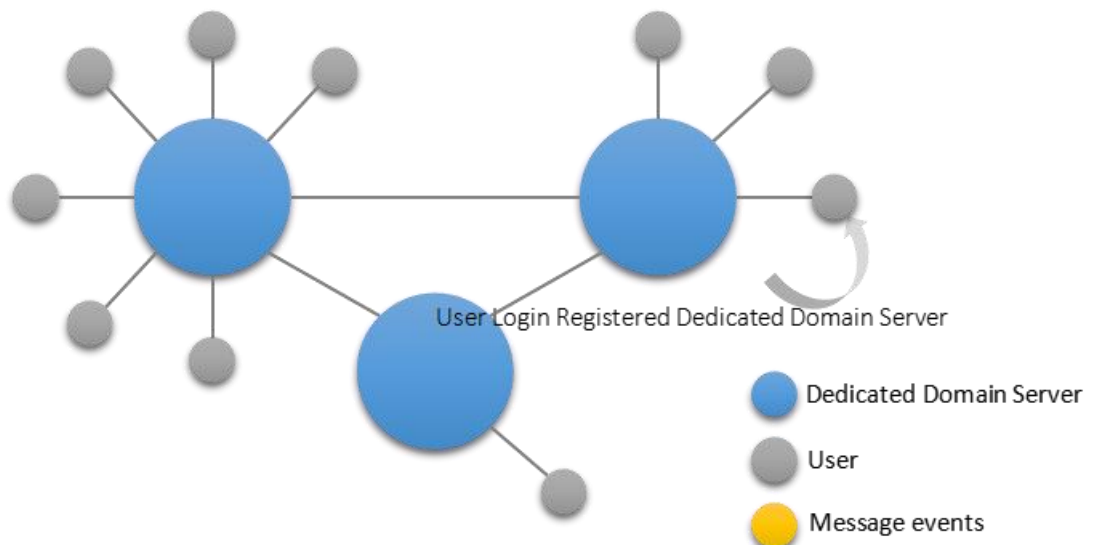 User Login Registered Dedicated Domain Server
Dedicated Domain Server
User
Message events